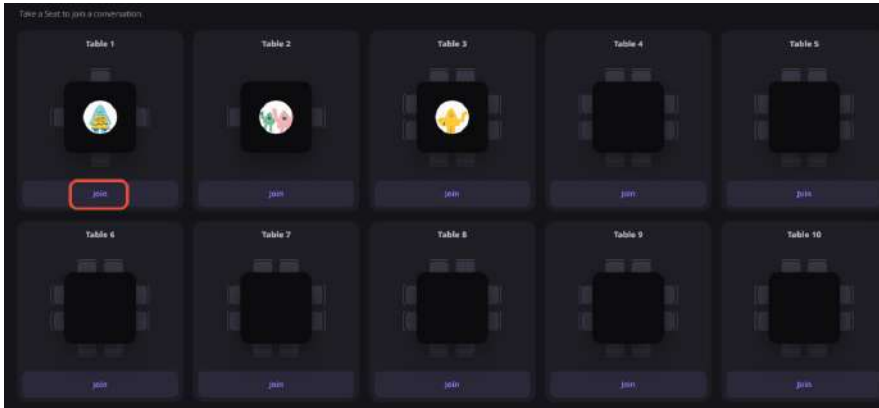 Take a Seat to join a conversation.
Table 1 Table 2 Table 3 Table 4 Table 5
Join Join Join Join Join
Table 6 Table 7 Table 8 Table 9 Table 10
Join Join Join Join Join